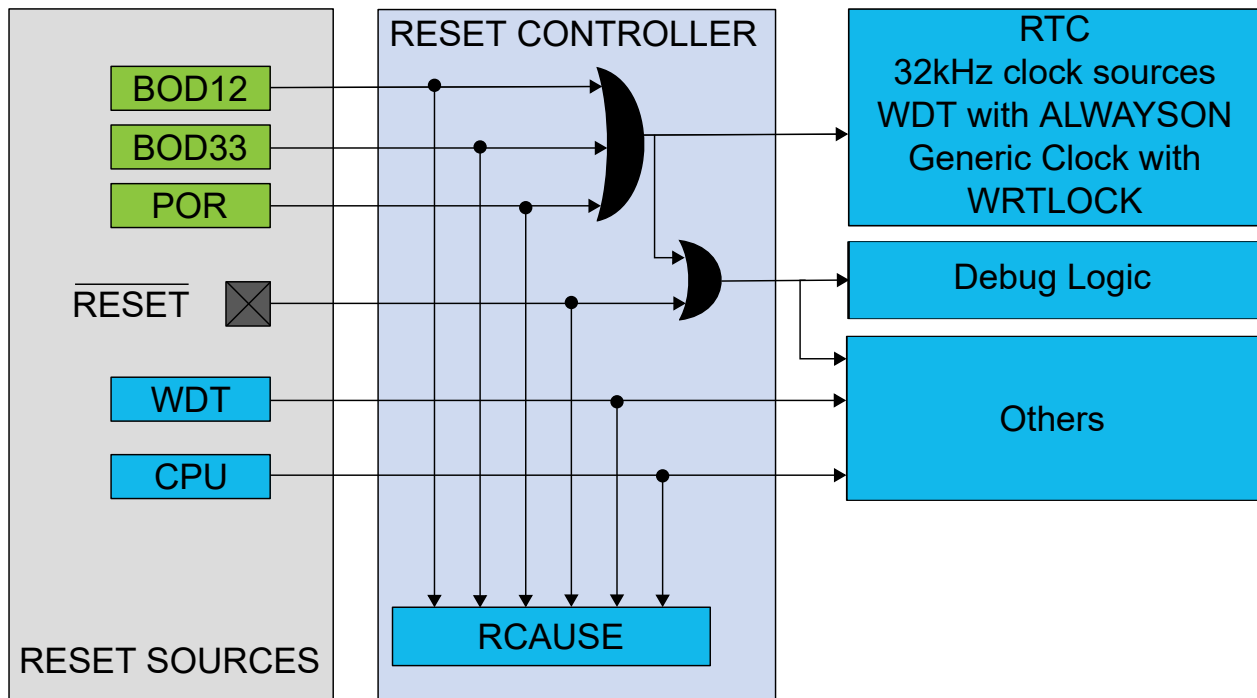 RESET CONTROLLER
RTC
32kHz clock sources
WDT with ALWAYSON
Generic Clock with
WRTLOCK
BOD12
BOD33
POR
RESET
Debug Logic
WDT
Others
CPU
RCAUSE
RESET SOURCES